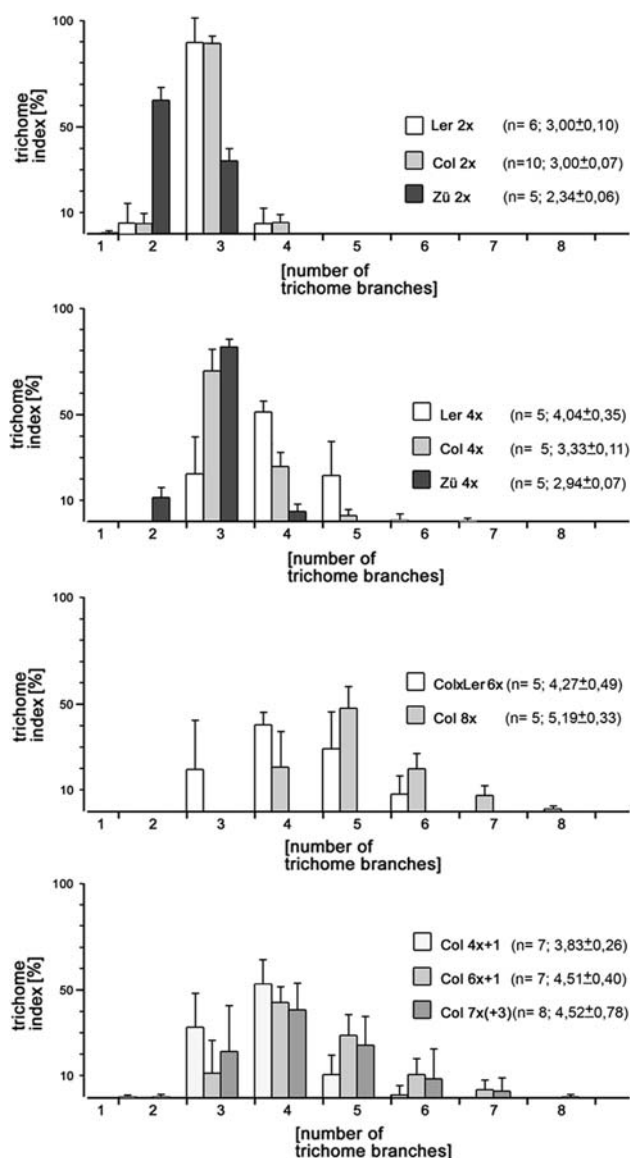 100
trichome
index [%]
50
10
Ler 2x (n= 6; 3,00±0,10)
Col 2x (n=10; 3,00±0,07)
Zü 2x (n= 5; 2,34±0,06)
1 2 3 4 5 6 7 8
[number of
trichome branches]
100
trichome
index [%]
50
10
Ler 4x (n= 5; 4,04±0,35)
Col 4x (n= 5; 3,33±0,11)
Zü 4x (n= 5; 2,94±0,07)
1 2 3 4 5 6 7 8
[number of
trichome branches]
100
trichome
index [%]
50
10
ColxLer 6x (n= 5; 4,27±0,49)
Col 8x (n= 5; 5,19±0,33)
1 2 3 4 5 6 7 8
[number of
trichome branches]
100
trichome
index [%]
50
10
Col 4x+1 (n= 7; 3,83±0,26)
Col 6x+1 (n= 7; 4,51±0,40)
Col 7x(+3) (n= 8; 4,52±0,78)
1 2 3 4 5 6 7 8
[number of
trichome branches]